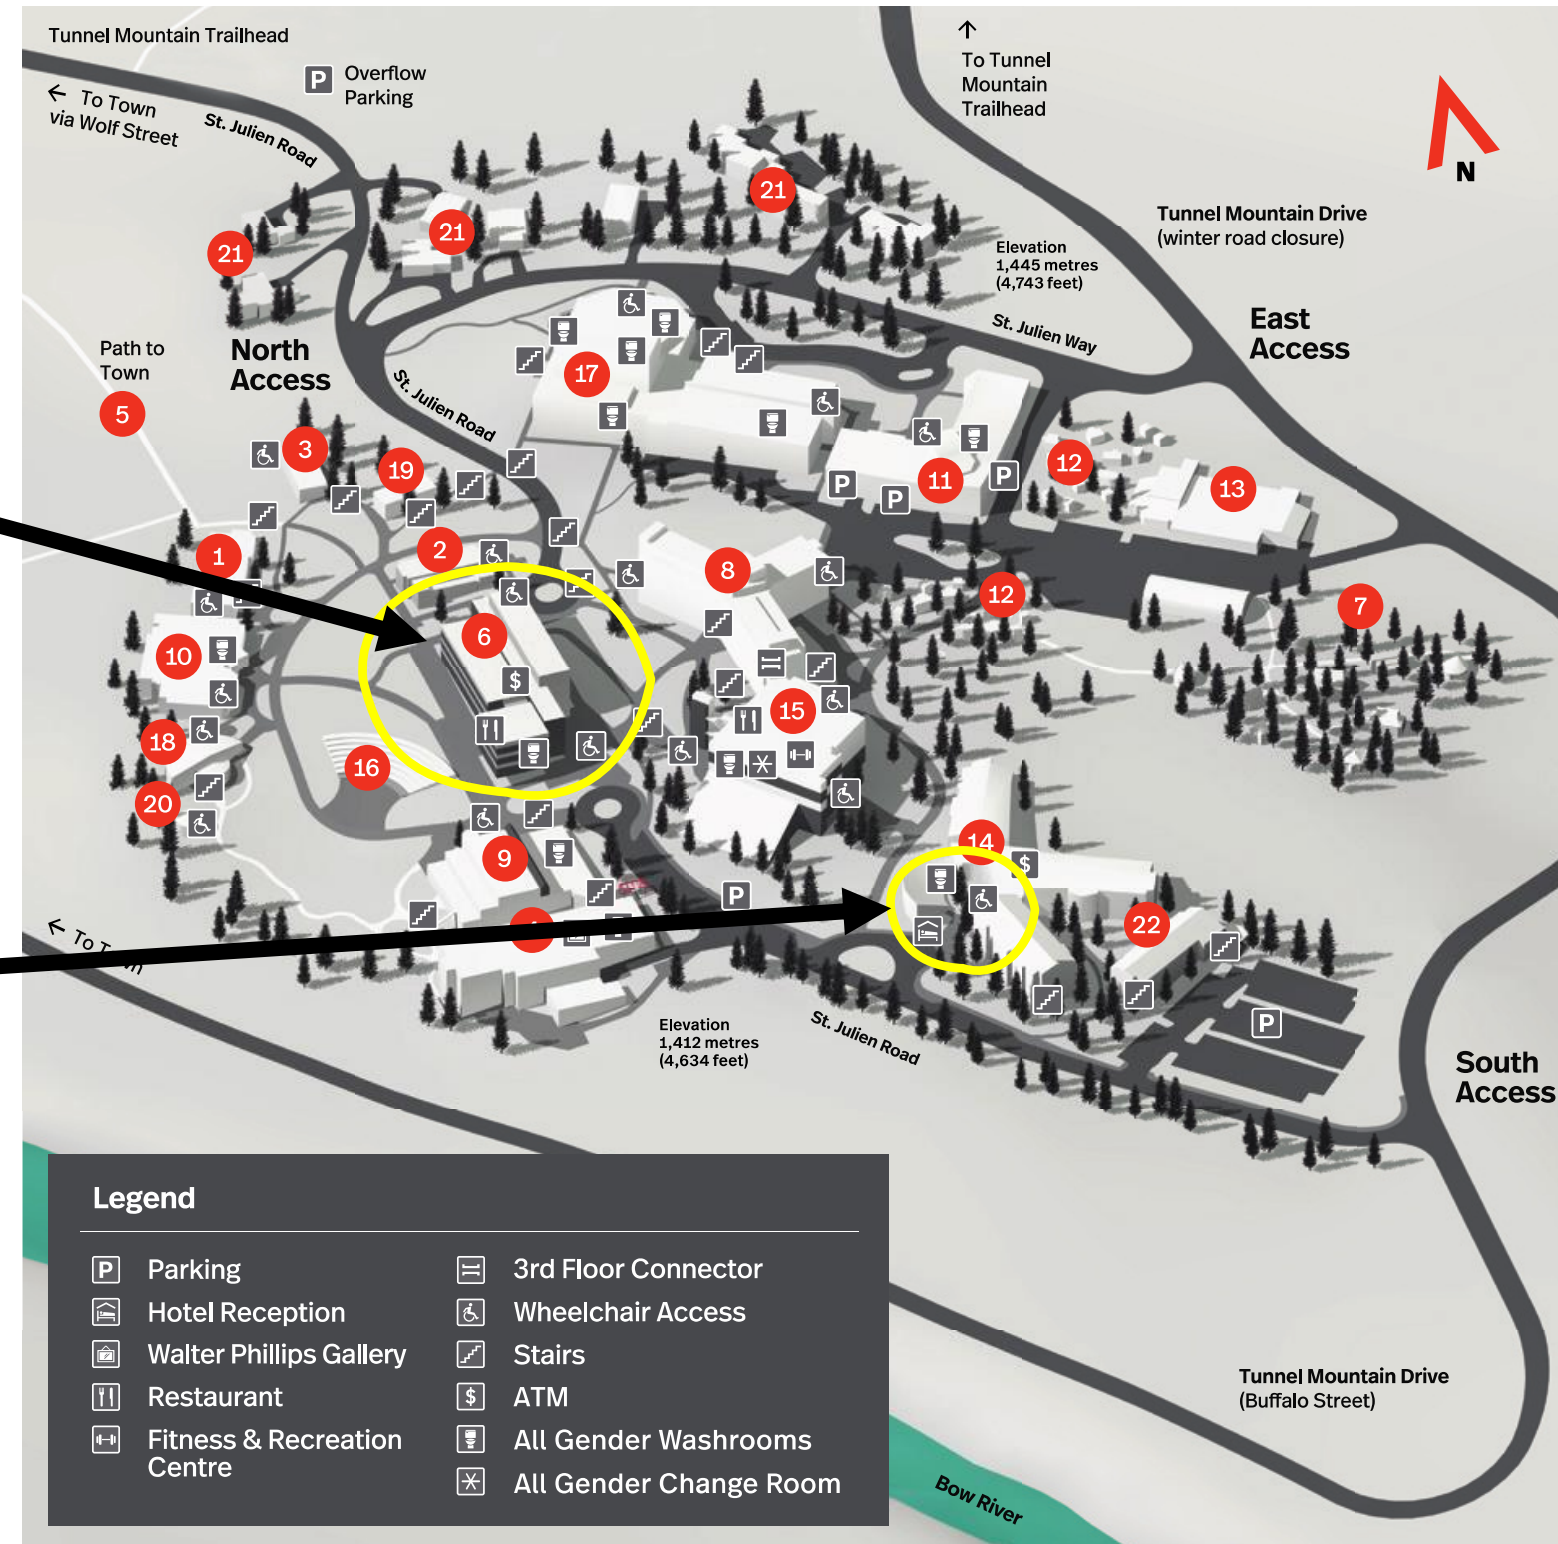 Tunnel Mountain Trailhead
P
Overflow
Parking
← To Town
via Wolf Street
St. Julien Road
↑
To Tunnel
Mountain
Trailhead
N
21
21
21
Tunnel Mountain Drive
(winter road closure)
Elevation
1,445 metres
(4,743 feet)
St. Julien Way
East
Access
Path to
Town
5
North
Access
St. Julien Road
17
3
19
11
P
P
P
12
13
1
2
8
12
7
6
$
10
15
18
16
20
9
14
$
P
22
← To T
Elevation
1,412 metres
(4,634 feet)
St. Julien Road
P
South
Access
Legend
P Parking
Hotel Reception
Walter Phillips Gallery
Restaurant
Fitness & Recreation
Centre
3rd Floor Connector
Wheelchair Access
Stairs
$ ATM
All Gender Washrooms
All Gender Change Room
Tunnel Mountain Drive
(Buffalo Street)
Bow River